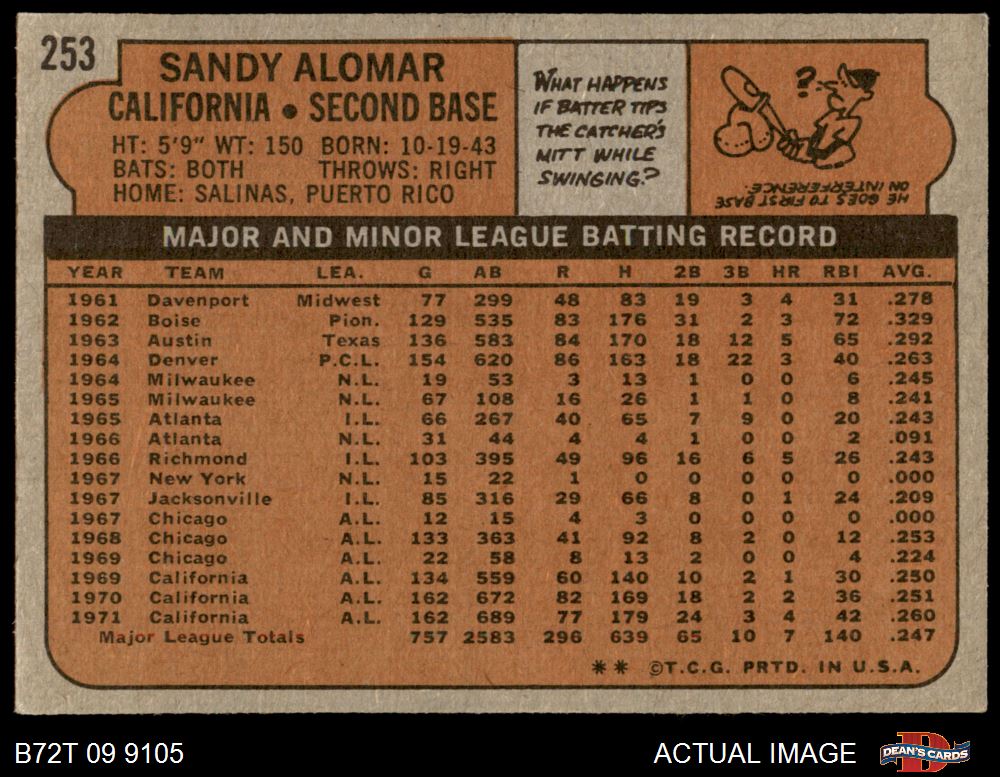 253
SANDY ALOMAR
CALIFORNIA • SECOND BASE
HT: 5'9" WT: 150 BORN: 10-19-43
BATS: BOTH THROWS: RIGHT
HOME: SALINAS, PUERTO RICO
WHAT HAPPENS
IF BATTER TIPS
THE CATCHER'S
MITT WHILE
SWINGING?
?
HE GOES TO FIRST BASE
ON INTERFERENCE.
MAJOR AND MINOR LEAGUE BATTING RECORD
YEAR TEAM LEA. G AB R H 2B 3B HR RBI AVG.
1961 Davenport Midwest 77 299 48 83 19 3 4 31 .278
1962 Boise Pion. 129 535 83 176 31 2 3 72 .329
1963 Austin Texas 136 583 84 170 18 12 5 65 .292
1964 Denver P.C.L. 154 620 86 163 18 22 3 40 .263
1964 Milwaukee N.L. 19 53 3 13 1 0 0 6 .245
1965 Milwaukee N.L. 67 108 16 26 1 1 0 8 .241
1965 Atlanta I.L. 66 267 40 65 7 9 0 20 .243
1966 Atlanta N.L. 31 44 4 4 1 0 0 2 .091
1966 Richmond I.L. 103 395 49 96 16 6 5 26 .243
1967 New York N.L. 15 22 1 0 0 0 0 0 .000
1967 Jacksonville I.L. 85 316 29 66 8 0 1 24 .209
1967 Chicago A.L. 12 15 4 3 0 0 0 0 .000
1968 Chicago A.L. 133 363 41 92 8 2 0 12 .253
1969 Chicago A.L. 22 58 8 13 2 0 0 4 .224
1969 California A.L. 134 559 60 140 10 2 1 30 .250
1970 California A.L. 162 672 82 169 18 2 2 36 .251
1971 California A.L. 162 689 77 179 24 3 4 42 .260
Major League Totals 757 2583 296 639 65 10 7 140 .247
** ©T.C.G. PRTD. IN U.S.A.
B72T 09 9105
ACTUAL IMAGE
D
DEAN'S CARDS